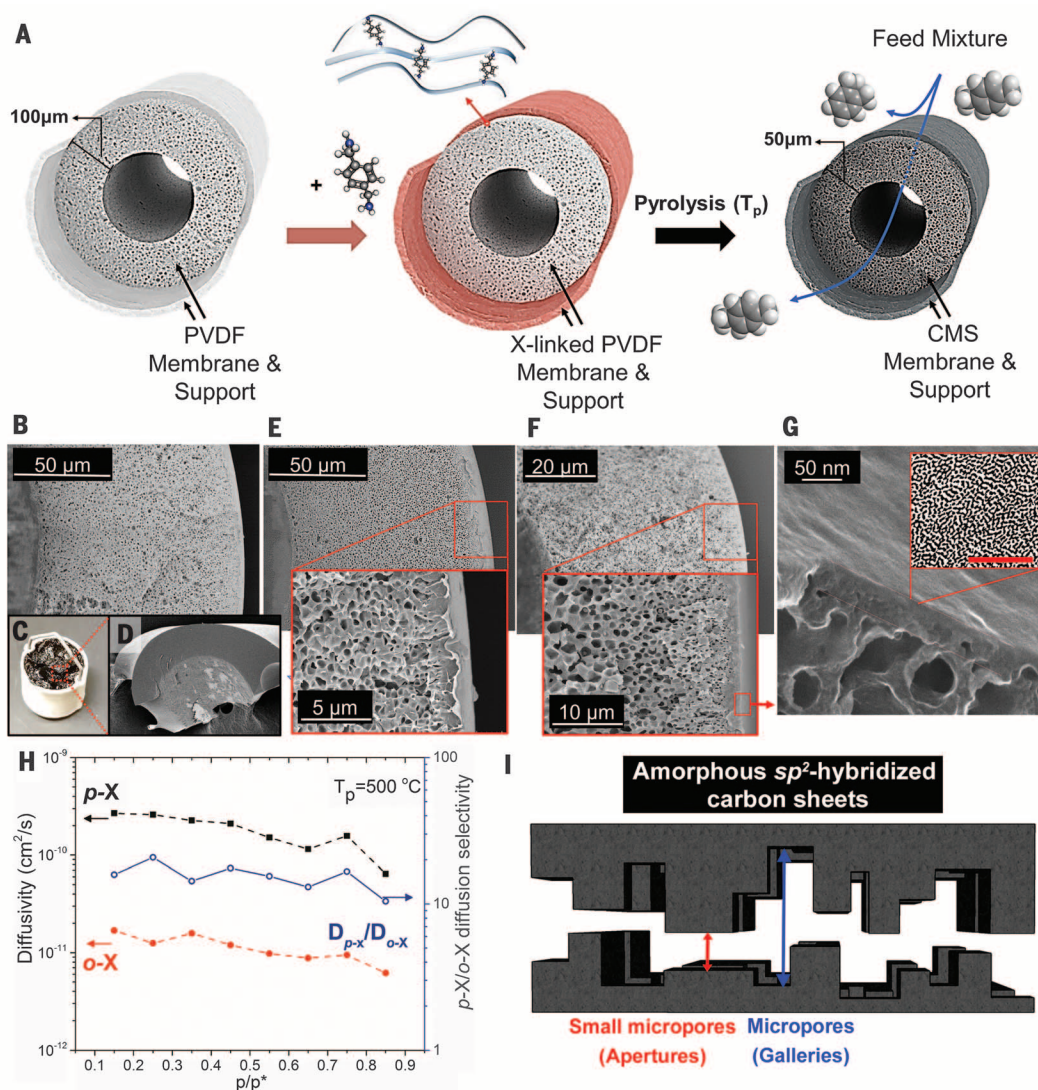 A
100µm
+
PVDF
Membrane &
Support
X-linked PVDF
Membrane &
Support
Pyrolysis (Tₚ)
Feed Mixture
50µm
CMS
Membrane &
Support
B
50 µm
C
D
E
50 µm
5 µm
F
20 µm
10 µm
G
50 nm
H
10⁻⁹
10⁻¹⁰
10⁻¹¹
10⁻¹²
Diffusivity (cm²/s)
p-X
o-X
Tₚ=500 °C
Dₚ₋ₓ/Dₒ₋ₓ
100
10
1
p-X/o-X diffusion selectivity
0.1 0.2 0.3 0.4 0.5 0.6 0.7 0.8 0.9
p/p*
I
Amorphous sp²-hybridized
carbon sheets
Small micropores
(Apertures)
Micropores
(Galleries)